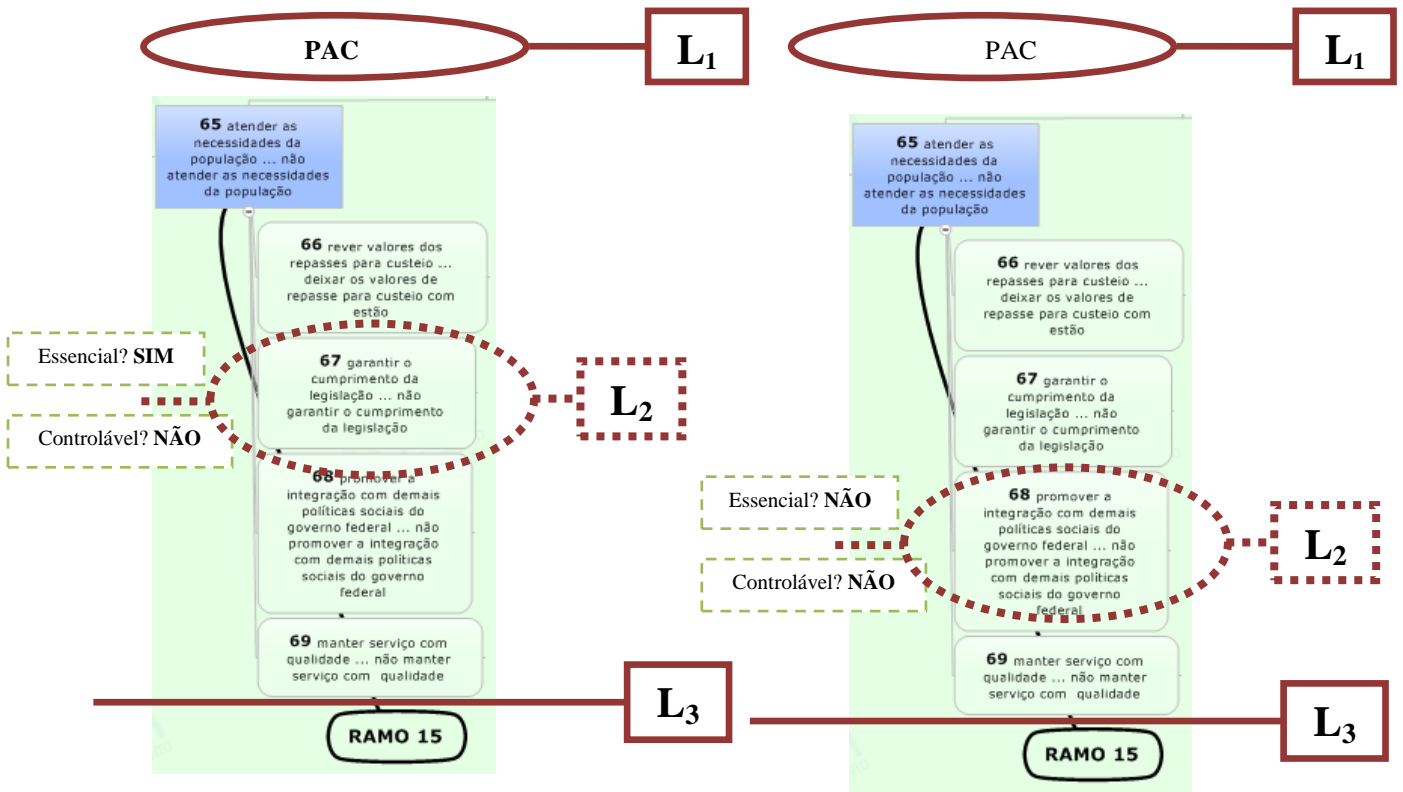 PAC
L₁
65 atender as
necessidades da
população ... não
atender as necessidades
da população
66 rever valores dos
repasses para custeio ...
deixar os valores de
repasse para custeio com
estão
Essencial? SIM
Controlável? NÃO
67 garantir o
cumprimento da
legislação ... não
garantir o cumprimento
da legislação
L₂
68 promover a
integração com demais
políticas sociais do
governo federal ... não
promover a integração
com demais políticas
sociais do governo
federal
69 manter serviço com
qualidade ... não manter
serviço com qualidade
L₃
RAMO 15
PAC
L₁
65 atender as
necessidades da
população ... não
atender as necessidades
da população
66 rever valores dos
repasses para custeio ...
deixar os valores de
repasse para custeio com
estão
67 garantir o
cumprimento da
legislação ... não
garantir o cumprimento
da legislação
Essencial? NÃO
Controlável? NÃO
68 promover a
integração com demais
políticas sociais do
governo federal ... não
promover a integração
com demais políticas
sociais do governo
federal
L₂
69 manter serviço com
qualidade ... não manter
serviço com qualidade
L₃
RAMO 15